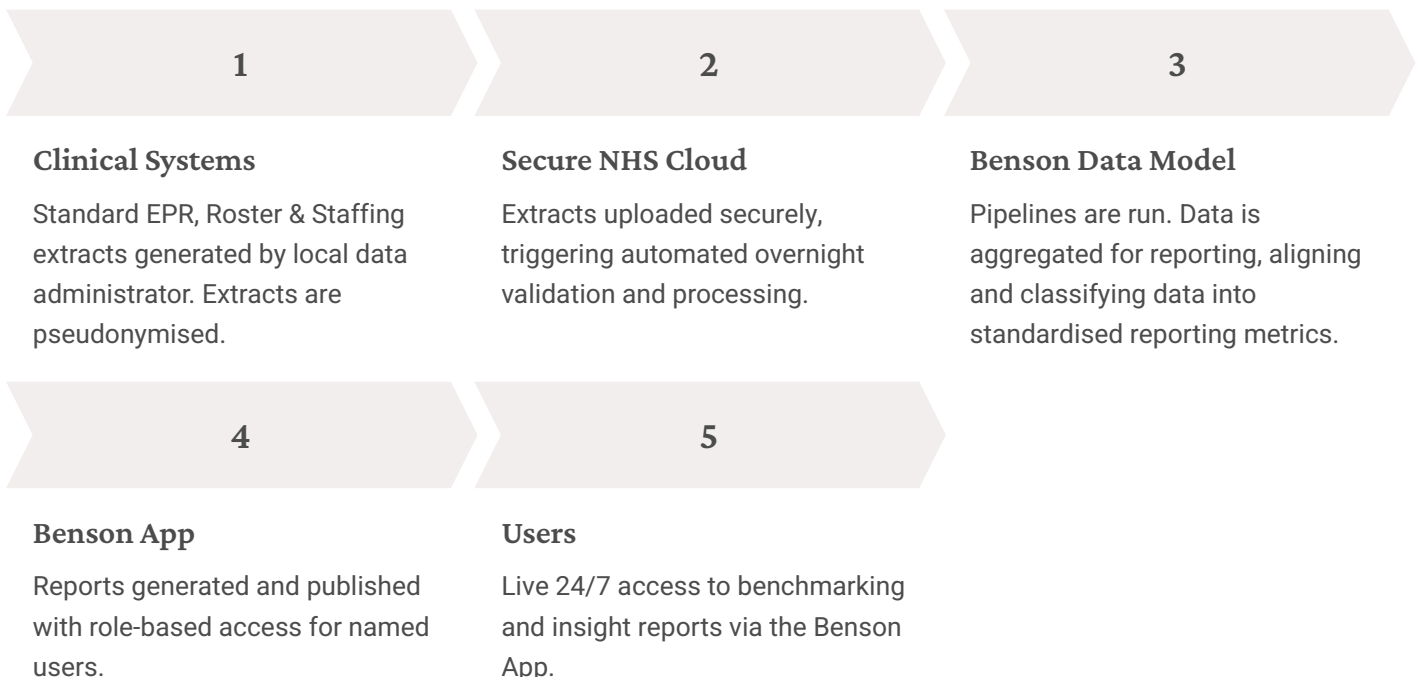 1
2
3
Clinical Systems
Standard EPR, Roster & Staffing
extracts generated by local data
administrator. Extracts are
pseudonymised.
Secure NHS Cloud
Extracts uploaded securely,
triggering automated overnight
validation and processing.
Benson Data Model
Pipelines are run. Data is
aggregated for reporting, aligning
and classifying data into
standardised reporting metrics.
4
5
Benson App
Reports generated and published
with role-based access for named
users.
Users
Live 24/7 access to benchmarking
and insight reports via the Benson
App.